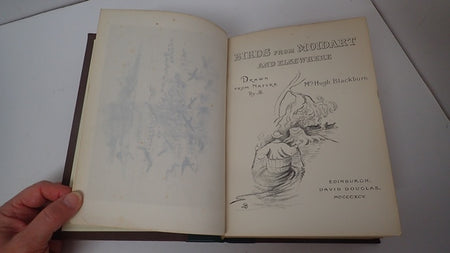 BIRDS FROM MOIDART
AND ELSEWHERE
DRAWN
FROM NATURE
By
Mrs Hugh Blackburn
EDINBURGH:
DAVID DOUGLAS,
MDCCCXCV